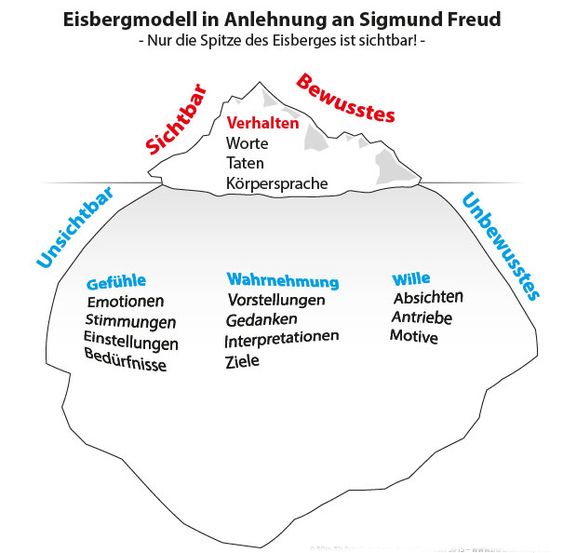 Eisbergmodell in Anlehnung an Sigmund Freud
- Nur die Spitze des Eisberges ist sichtbar! -
Sichtbar
Bewusstes
Verhalten
Worte
Taten
Körpersprache
Unsichtbar
Unbewusstes
Gefühle
Emotionen
Stimmungen
Einstellungen
Bedürfnisse
Wahrnehmung
Vorstellungen
Gedanken
Interpretationen
Ziele
Wille
Absichten
Antriebe
Motive